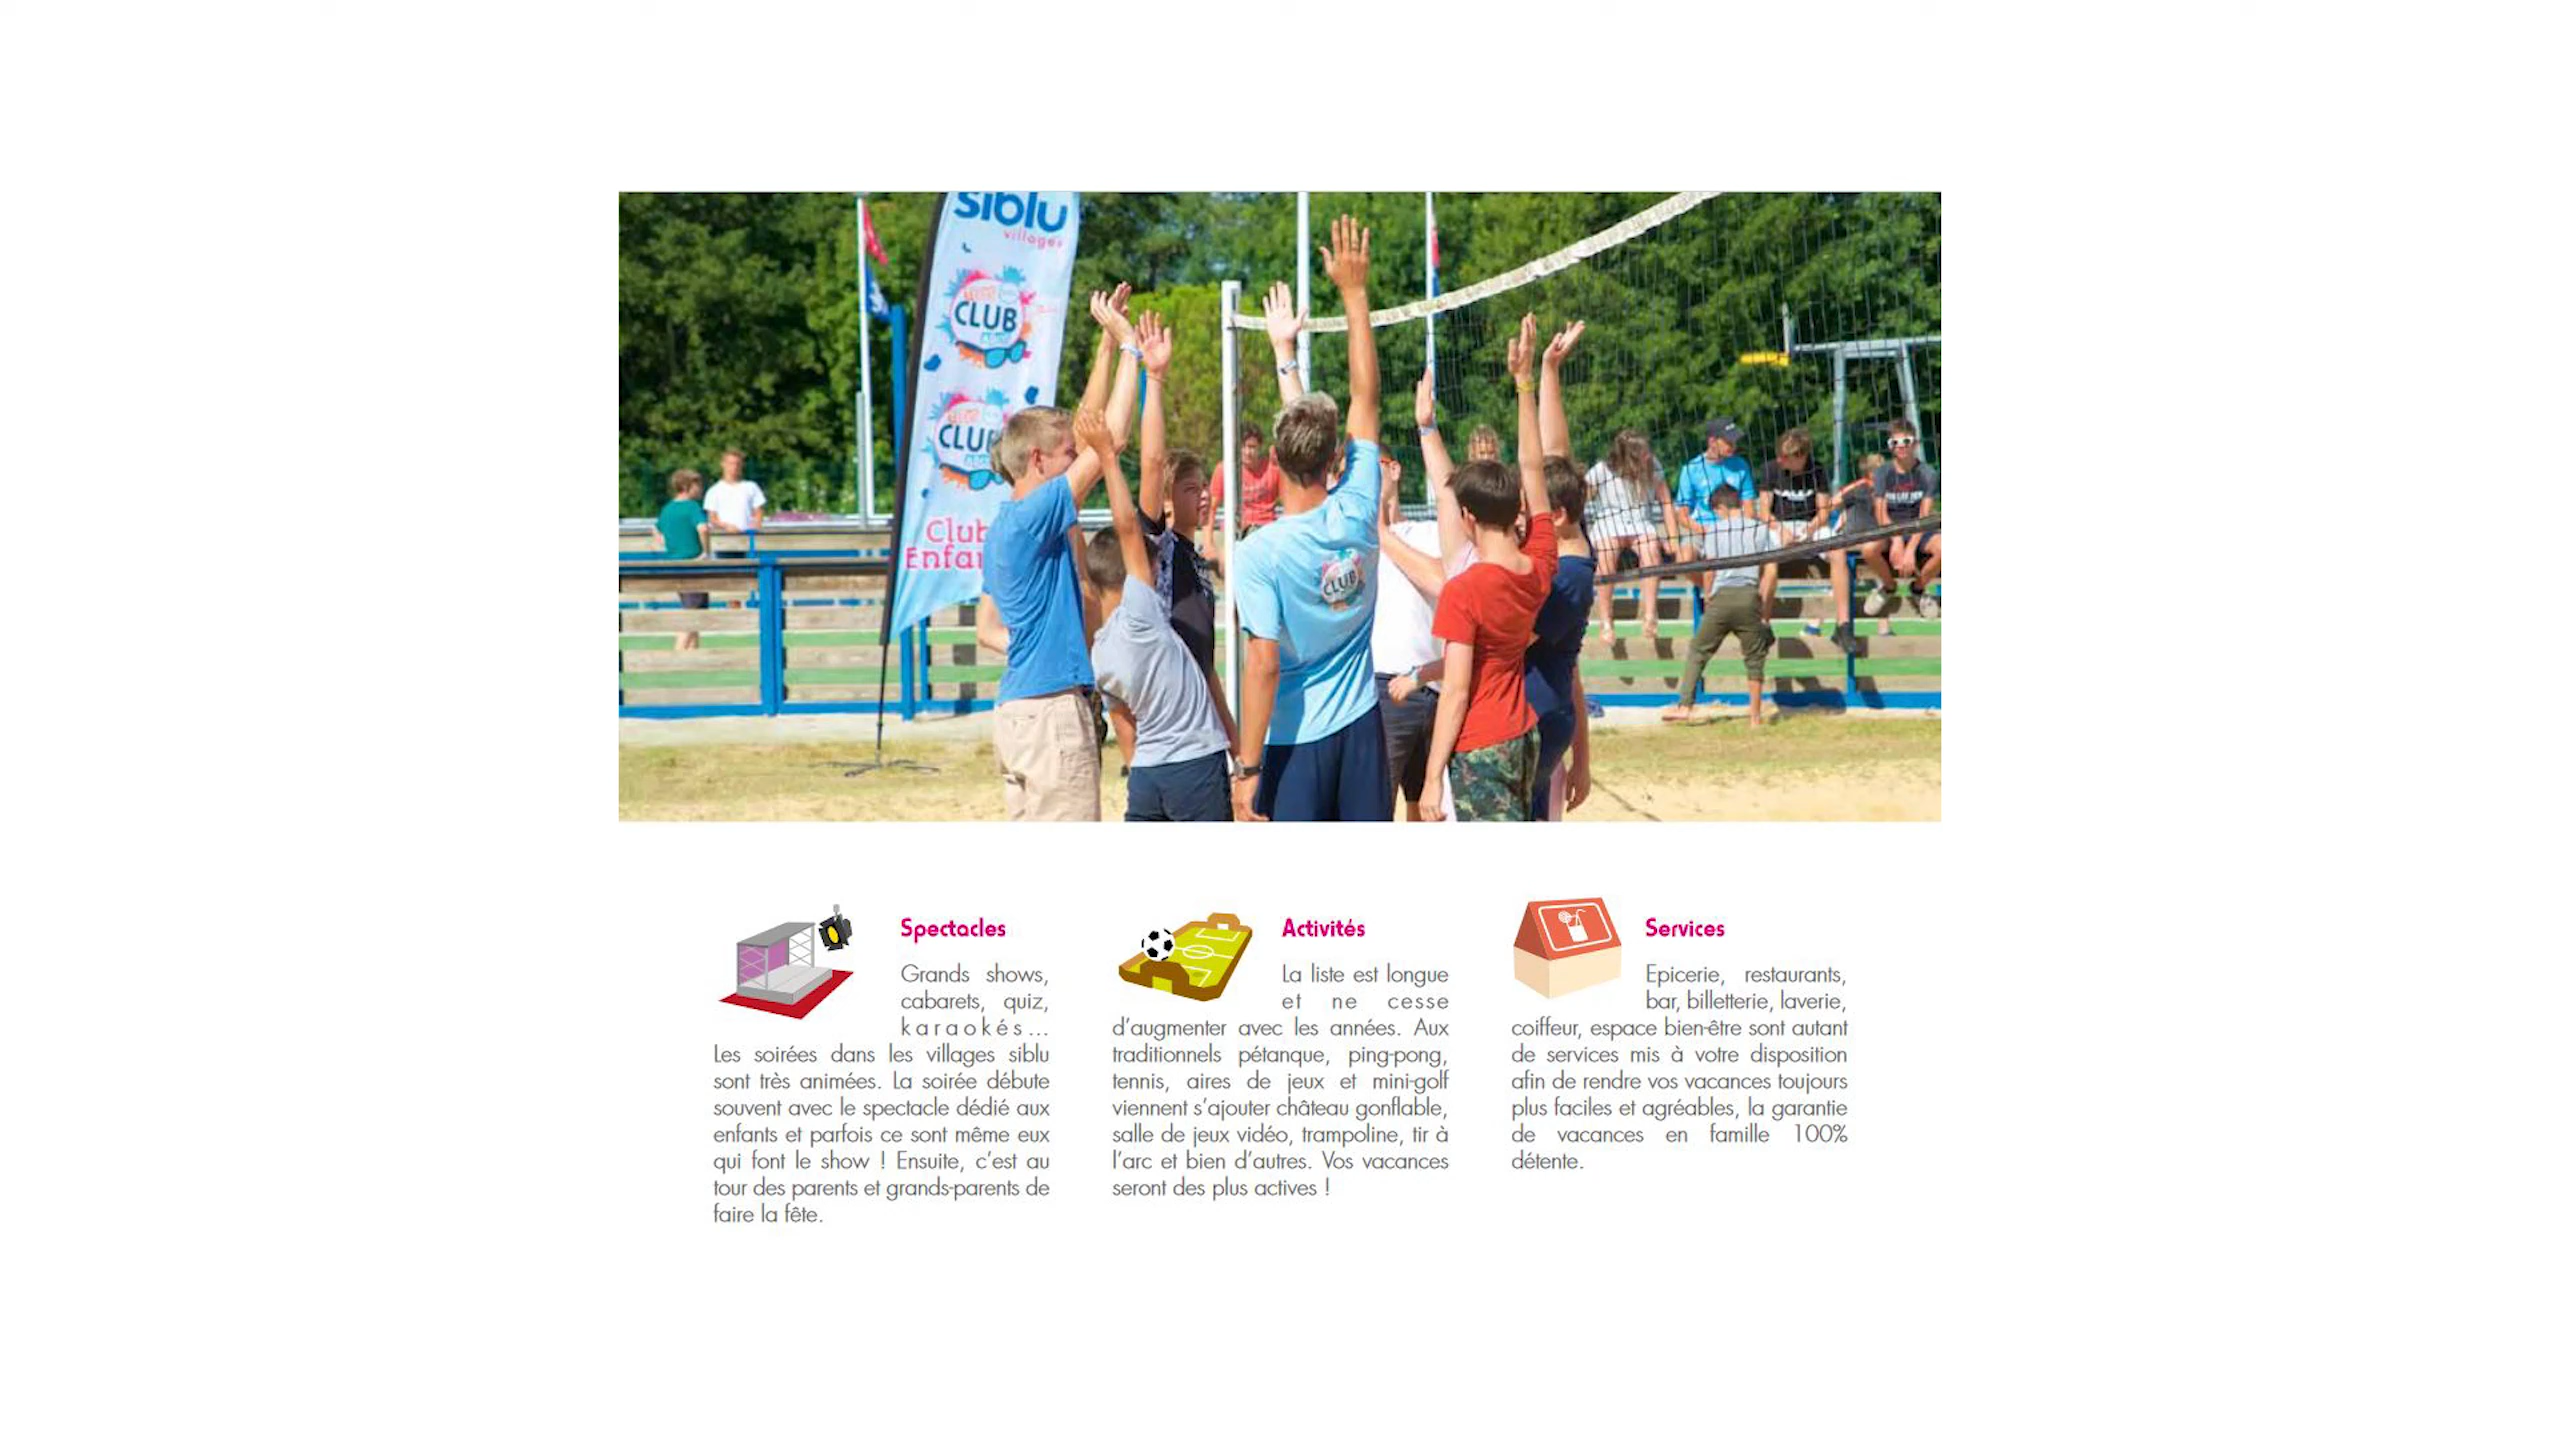 siblu
villages
CLUB
CLUB
Club
CLUB
Spectacles
Grands shows,
cabarets, quiz,
karaokés...
Les soirées dans les villages siblu
sont très animées. La soirée débute
souvent avec le spectacle dédié aux
enfants et parfois ce sont même eux
qui font le show ! Ensuite, c'est au
tour des parents et grands-parents de
faire la fête.
Activités
La liste est longue
et ne cesse
d'augmenter avec les années. Aux
traditionnels pétanque, ping-pong,
tennis, aires de jeux et mini-golf
viennent s'ajouter château gonflable,
salle de jeux vidéo, trampoline, tir à
l'arc et bien d'autres. Vos vacances
seront des plus actives !
Services
Epicerie, restaurants,
bar, billetterie, laverie,
coiffeur, espace bien-être sont autant
de services mis à votre disposition
afin de rendre vos vacances toujours
plus faciles et agréables, la garantie
de vacances en famille 100%
détente.